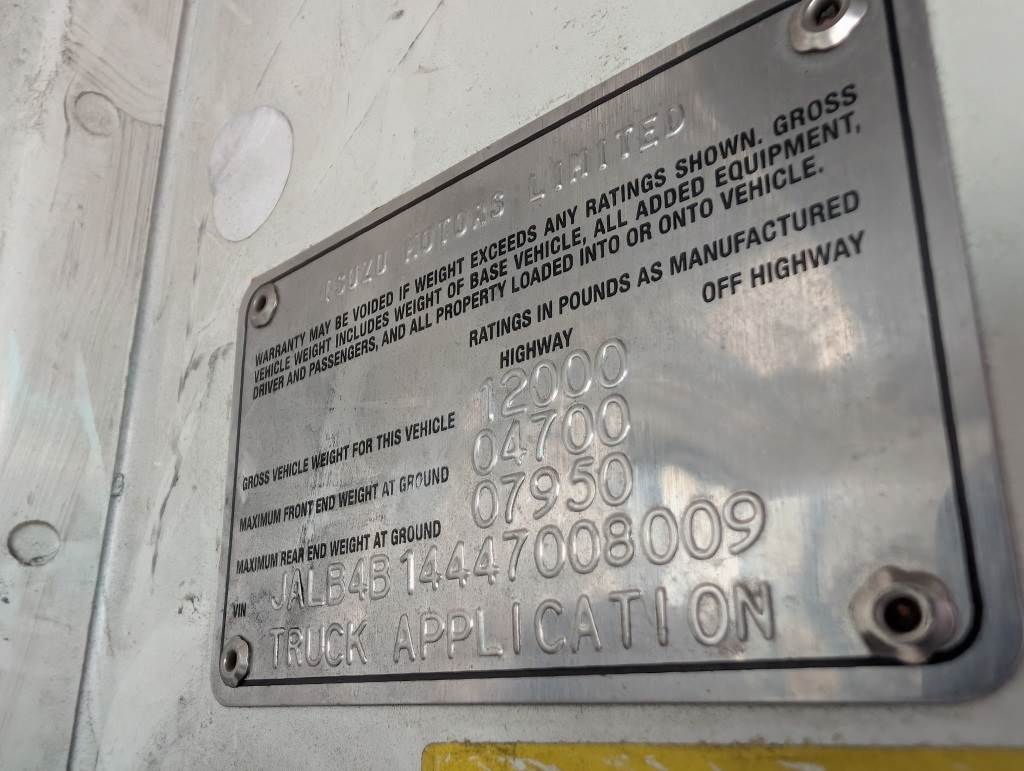 ISUZU MOTORS LIMITED
WARRANTY MAY BE VOIDED IF WEIGHT EXCEEDS ANY RATINGS SHOWN. GROSS
VEHICLE WEIGHT INCLUDES WEIGHT OF BASE VEHICLE, ALL ADDED EQUIPMENT,
DRIVER AND PASSENGERS, AND ALL PROPERTY LOADED INTO OR ONTO VEHICLE.
RATINGS IN POUNDS AS MANUFACTURED
HIGHWAY OFF HIGHWAY
GROSS VEHICLE WEIGHT FOR THIS VEHICLE 12000
MAXIMUM FRONT END WEIGHT AT GROUND 04700
MAXIMUM REAR END WEIGHT AT GROUND 07950
VIN JALB4B14447008009
TRUCK APPLICATION